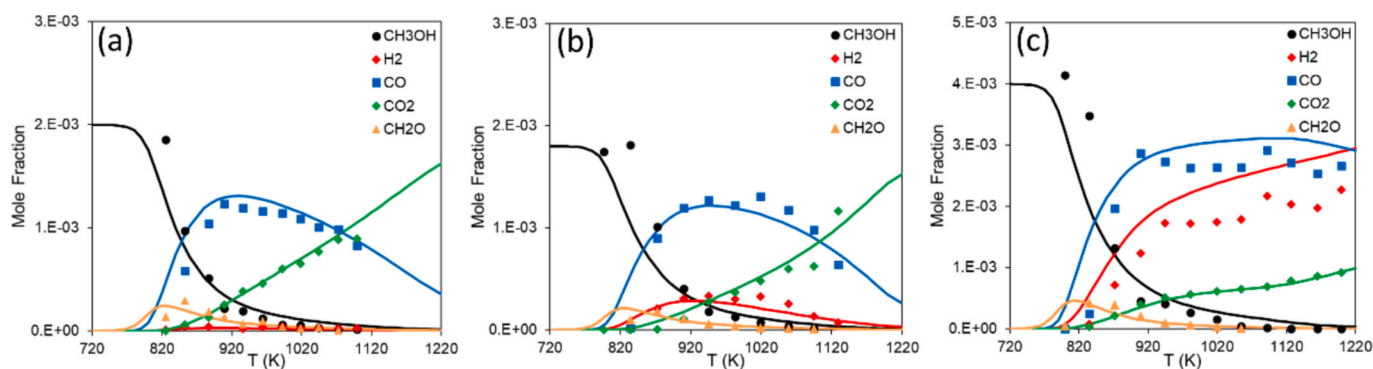 (a)
3.E-03
2.E-03
1.E-03
0.E+00
Mole Fraction
720 820 920 1020 1120 1220
T (K)
CH3OH
H2
CO
CO2
CH2O
(b)
3.E-03
2.E-03
1.E-03
0.E+00
Mole Fraction
720 820 920 1020 1120 1220
T (K)
CH3OH
H2
CO
CO2
CH2O
(c)
5.E-03
4.E-03
3.E-03
2.E-03
1.E-03
0.E+00
Mole Fraction
720 820 920 1020 1120 1220
T (K)
CH3OH
H2
CO
CO2
CH2O